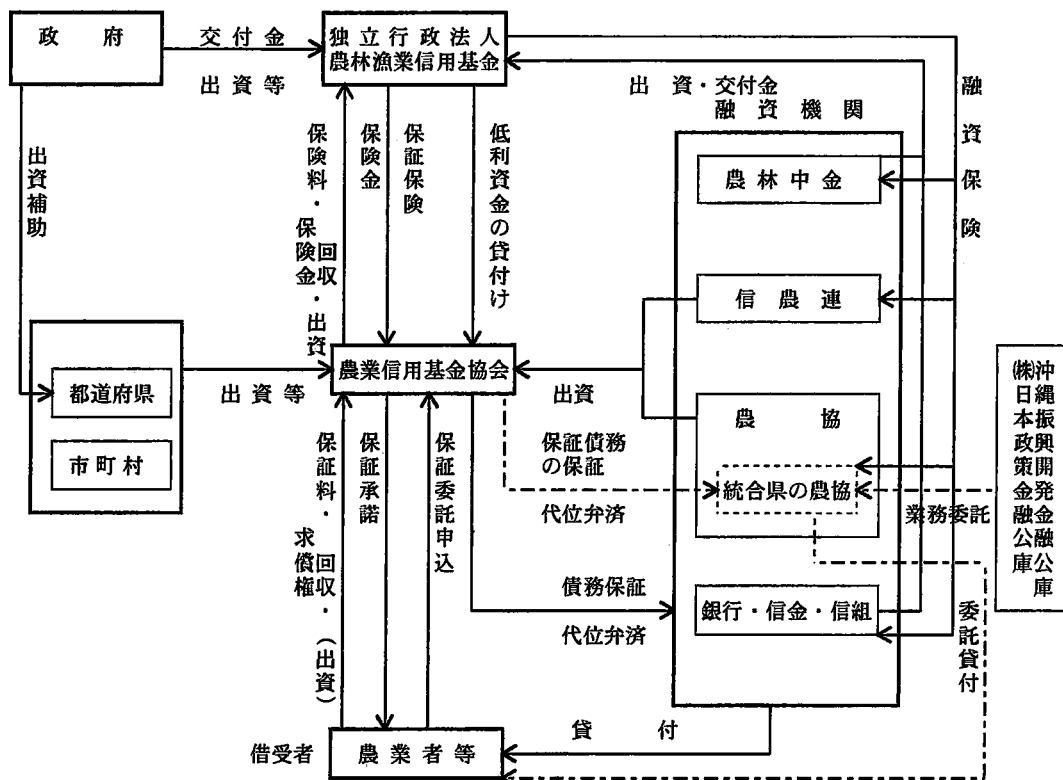 政府
交付金
出資等
独立行政法人
農林漁業信用基金
出資・交付金
融資保険
融資機関
出資補助
保険料・保険金回収・出資
保険金
保証保険
低利資金の貸付け
農林中金
信農連
都道府県
市町村
出資等
農業信用基金協会
出資
農協
統合県の農協
保証債務
の保証
代位弁済
業務委託
沖縄振興開発金融公庫
㈱日本政策金融公庫
保証料・求償権回収・(出資)
保証承諾
保証委託申込
債務保証
代位弁済
銀行・信金・信組
委託貸付
貸付
借受者
農業者等